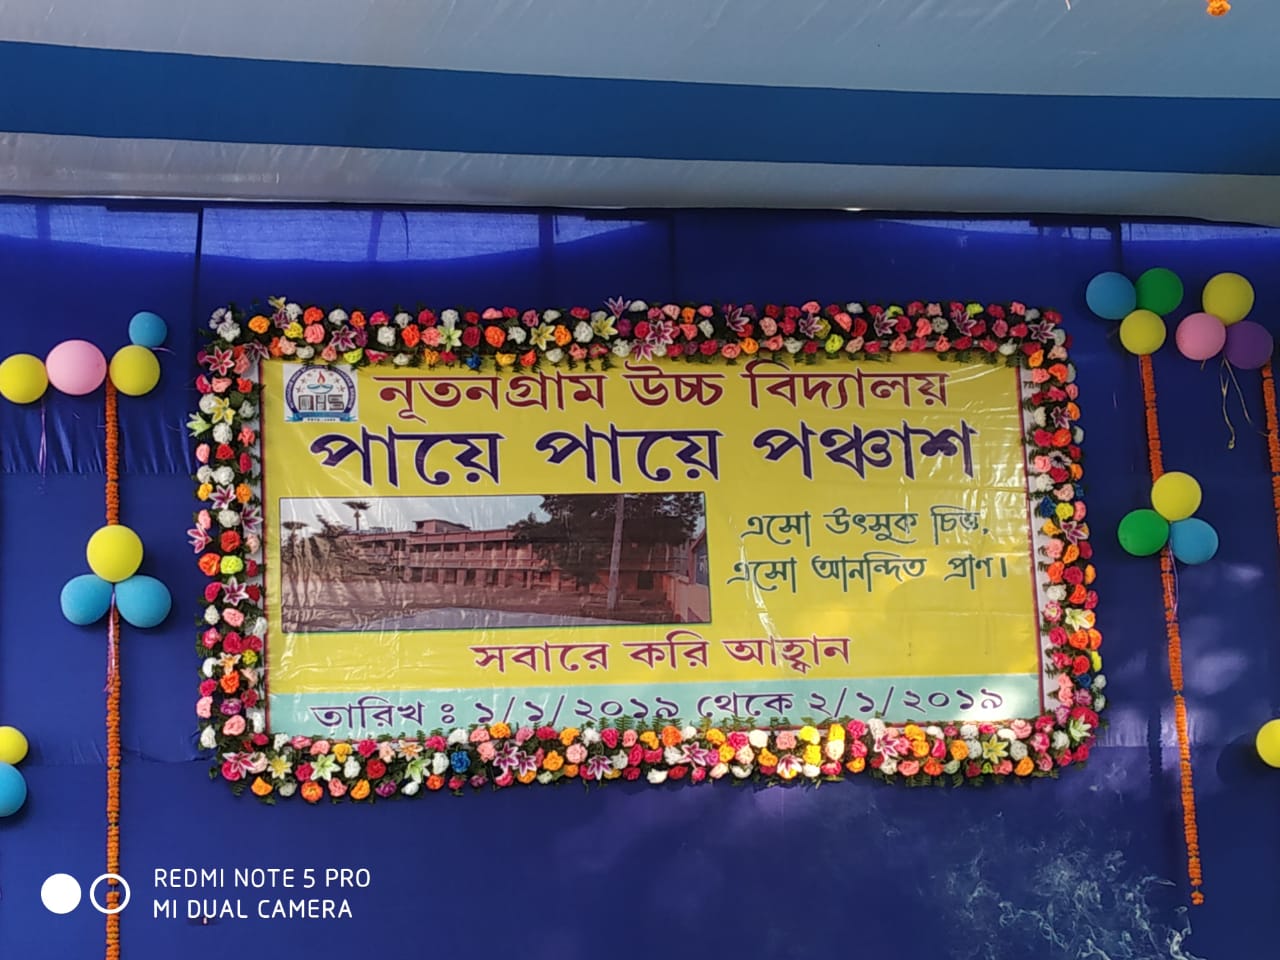 নূতনগ্রাম উচ্চ বিদ্যালয়
পায়ে পায়ে পঞ্চাশ
এসো উৎসুক চিত্ত,
এসো আনন্দিত প্রাণ।
সবারে করি আহ্বান
তারিখ ঃ ১/১/২০১৯ থেকে ২/১/২০১৯
NHS
REDMI NOTE 5 PRO
MI DUAL CAMERA